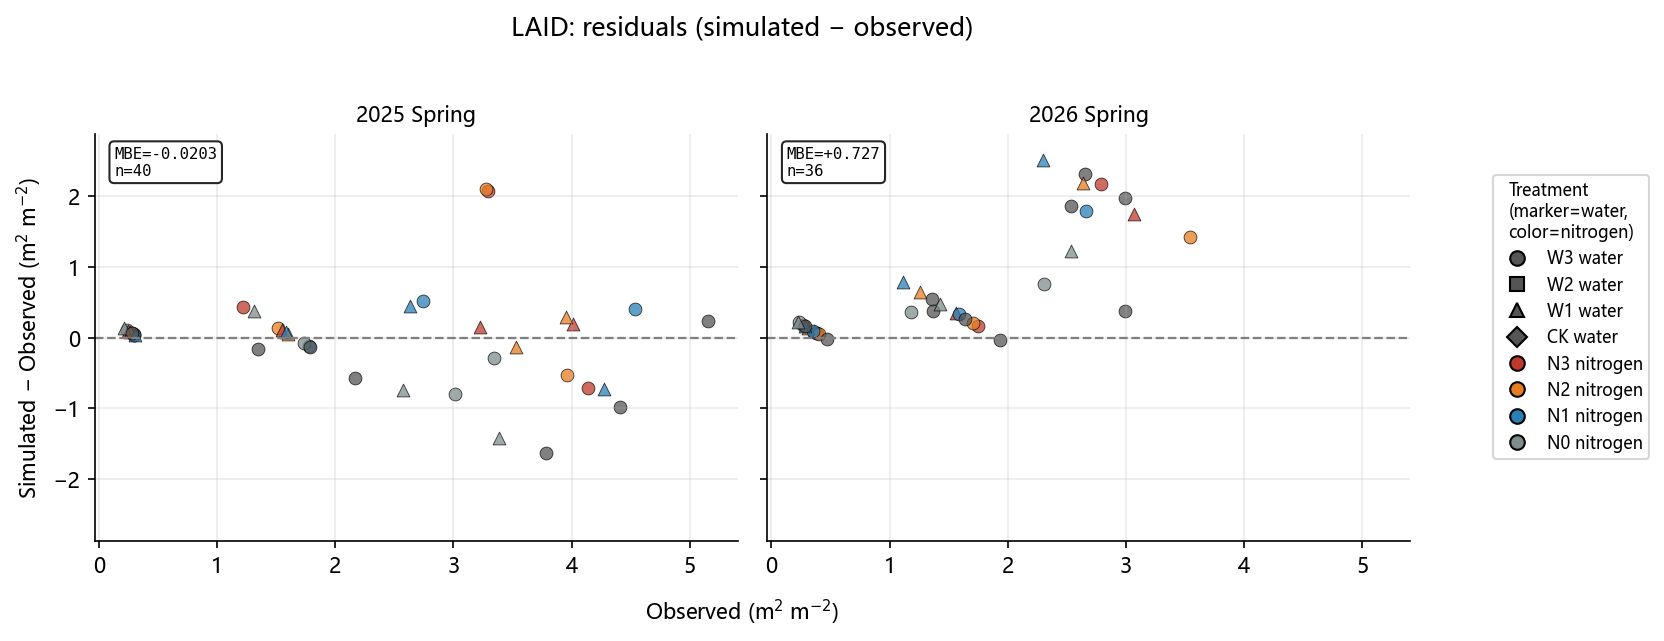 LAID: residuals (simulated − observed)
2025 Spring
2026 Spring
MBE=-0.0203
n=40
MBE=+0.727
n=36
Simulated − Observed (m² m⁻²)
2
1
0
−1
−2
0 1 2 3 4 5
0 1 2 3 4 5
Observed (m² m⁻²)
Treatment
(marker=water,
color=nitrogen)
W3 water
W2 water
W1 water
CK water
N3 nitrogen
N2 nitrogen
N1 nitrogen
N0 nitrogen